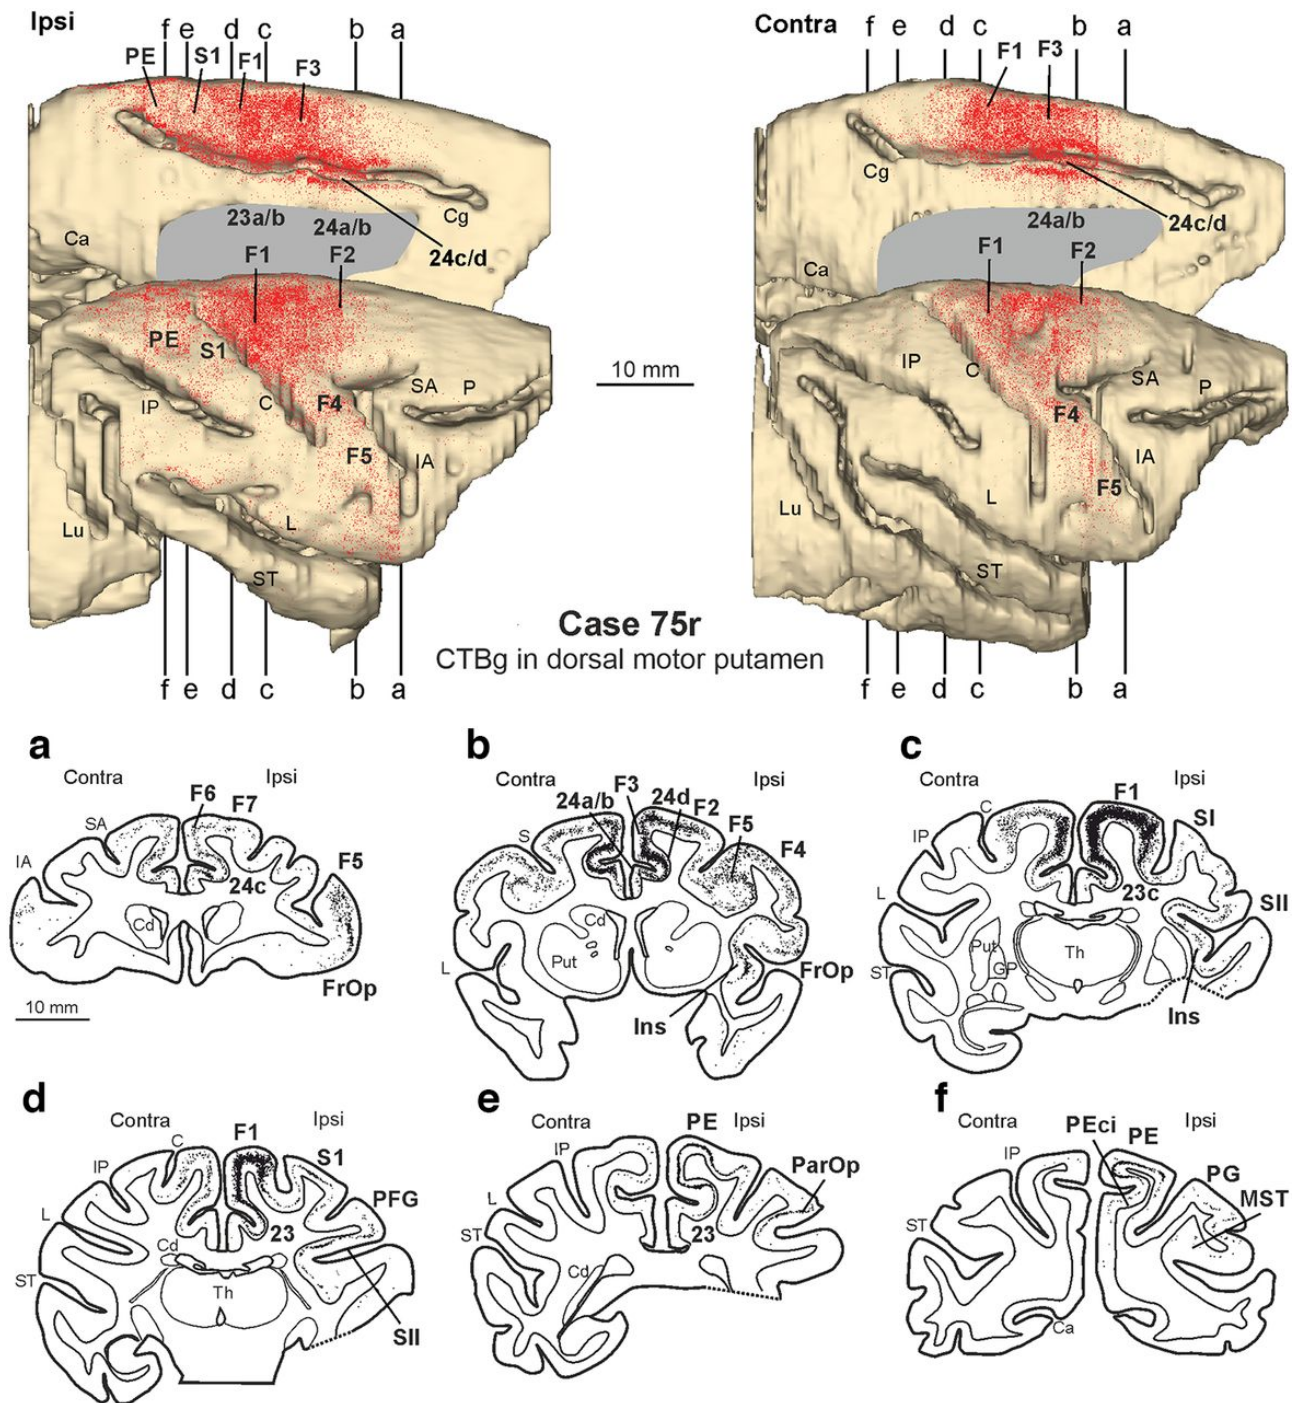 Ipsi
f e d c b a
PE S1 F1 F3
Cg
Ca
23a/b 24a/b
24c/d
F1 F2
PE S1
SA P
IP C F4
F5 IA
L
Lu
ST
f e d c b a
Contra
f e d c b a
F1 F3
Cg
24a/b 24c/d
Ca
F1 F2
IP C SA P
F4
IA
L F5
Lu
ST
f e d c b a
10 mm
Case 75r
CTBg in dorsal motor putamen
a
Contra Ipsi
F6 F7
SA
IA F5
24c
Cd
FrOp
10 mm
b
Contra F3 Ipsi
24a/b 24d F2
S F5
F4
Cd
L Put
FrOp
Ins
c
Contra Ipsi
C F1
IP SI
L 23c SII
Put Th
ST GP
Ins
d
Contra F1 Ipsi
C
IP S1
L PFG
23
Cd
ST Th
SII
e
Contra PE Ipsi
IP
L ParOp
ST 23
Cd
f
Contra Ipsi
PEci PE
IP PG
MST
ST
Ca